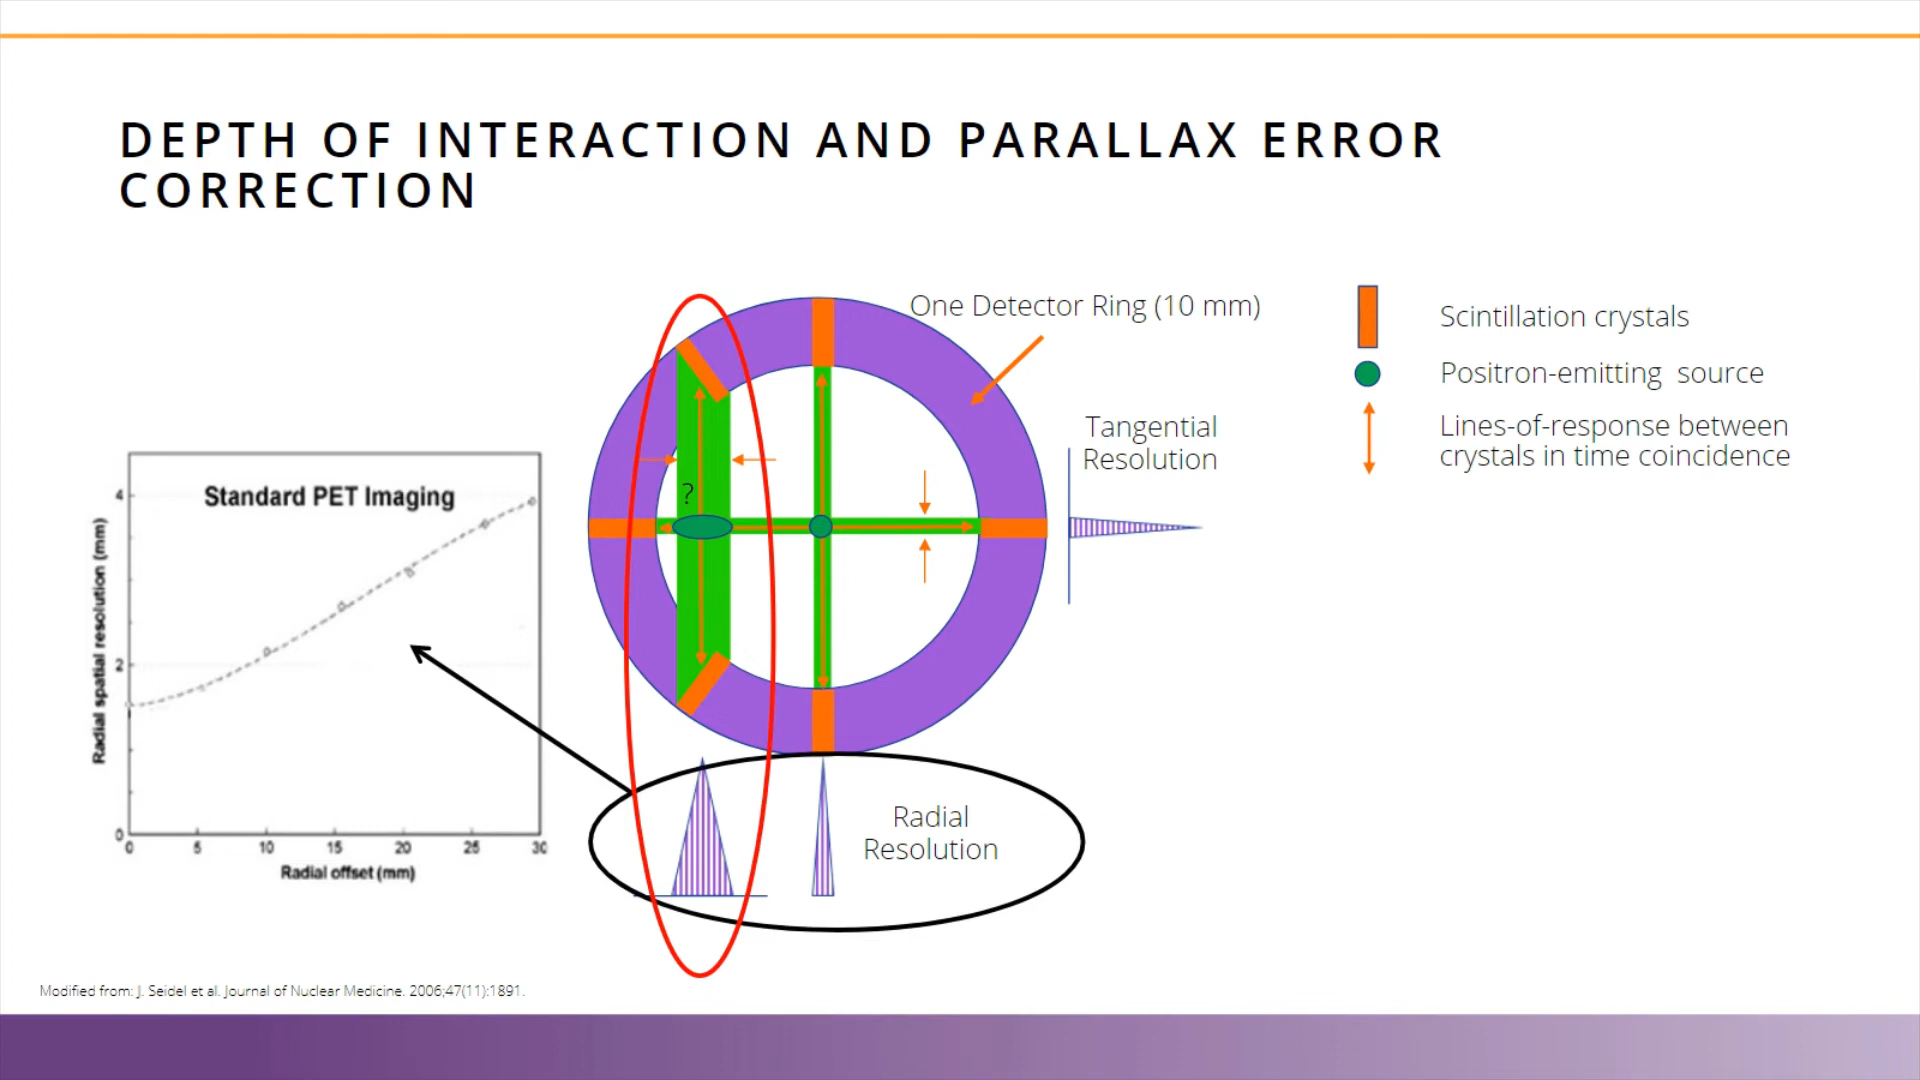 DEPTH OF INTERACTION AND PARALLAX ERROR
CORRECTION
One Detector Ring (10 mm)
Scintillation crystals
Positron-emitting source
Lines-of-response between
crystals in time coincidence
Tangential
Resolution
?
Standard PET Imaging
Radial spatial resolution (mm)
4
2
0
0 5 10 15 20 25 30
Radial offset (mm)
Radial
Resolution
Modified from: J. Seidel et al. Journal of Nuclear Medicine. 2006;47(11):1891.